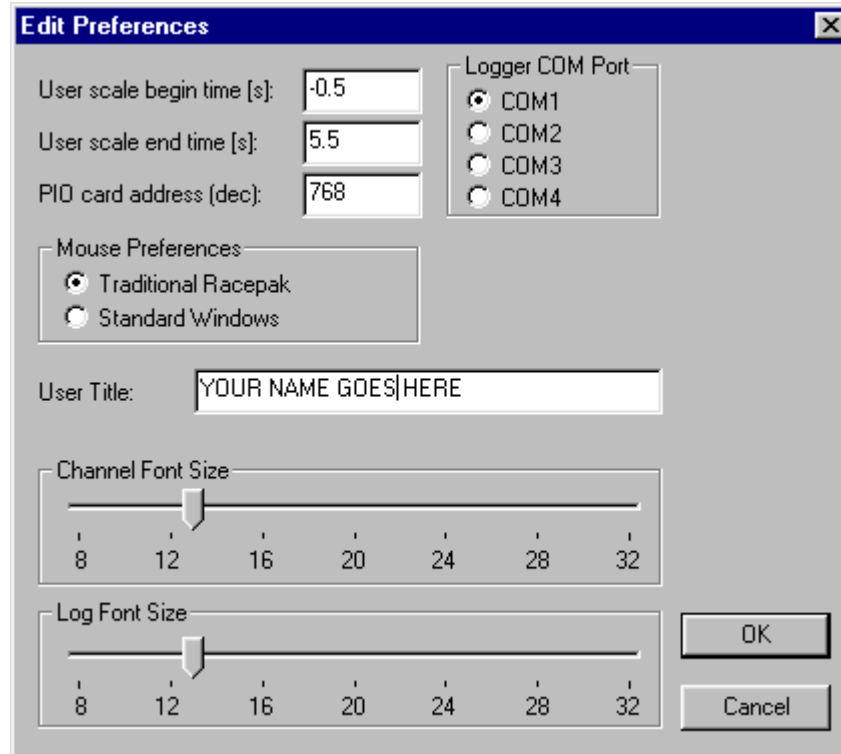 Edit Preferences
User scale begin time [s]: -0.5
User scale end time [s]: 5.5
PIO card address (dec): 768
Logger COM Port
COM1
COM2
COM3
COM4
Mouse Preferences
Traditional Racepak
Standard Windows
User Title: YOUR NAME GOES HERE
Channel Font Size
8 12 16 20 24 28 32
Log Font Size
8 12 16 20 24 28 32
OK
Cancel